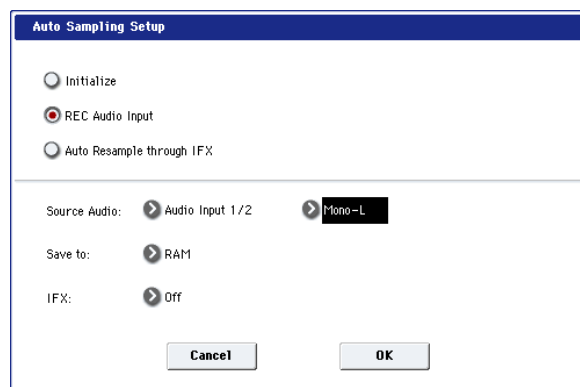 Auto Sampling Setup
Initialize
REC Audio Input
Auto Resample through IFX
Source Audio: Audio Input 1/2 Mono-L
Save to: RAM
IFX: Off
Cancel OK